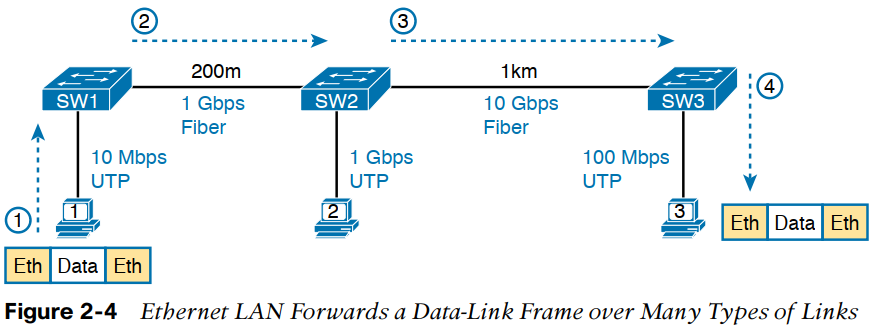 2
3
200m
1km
SW1
SW2
SW3
4
1 Gbps
Fiber
10 Gbps
Fiber
10 Mbps
UTP
1 Gbps
UTP
100 Mbps
UTP
1
1
2
3
Eth Data Eth
Eth Data Eth
Figure 2-4 Ethernet LAN Forwards a Data-Link Frame over Many Types of Links